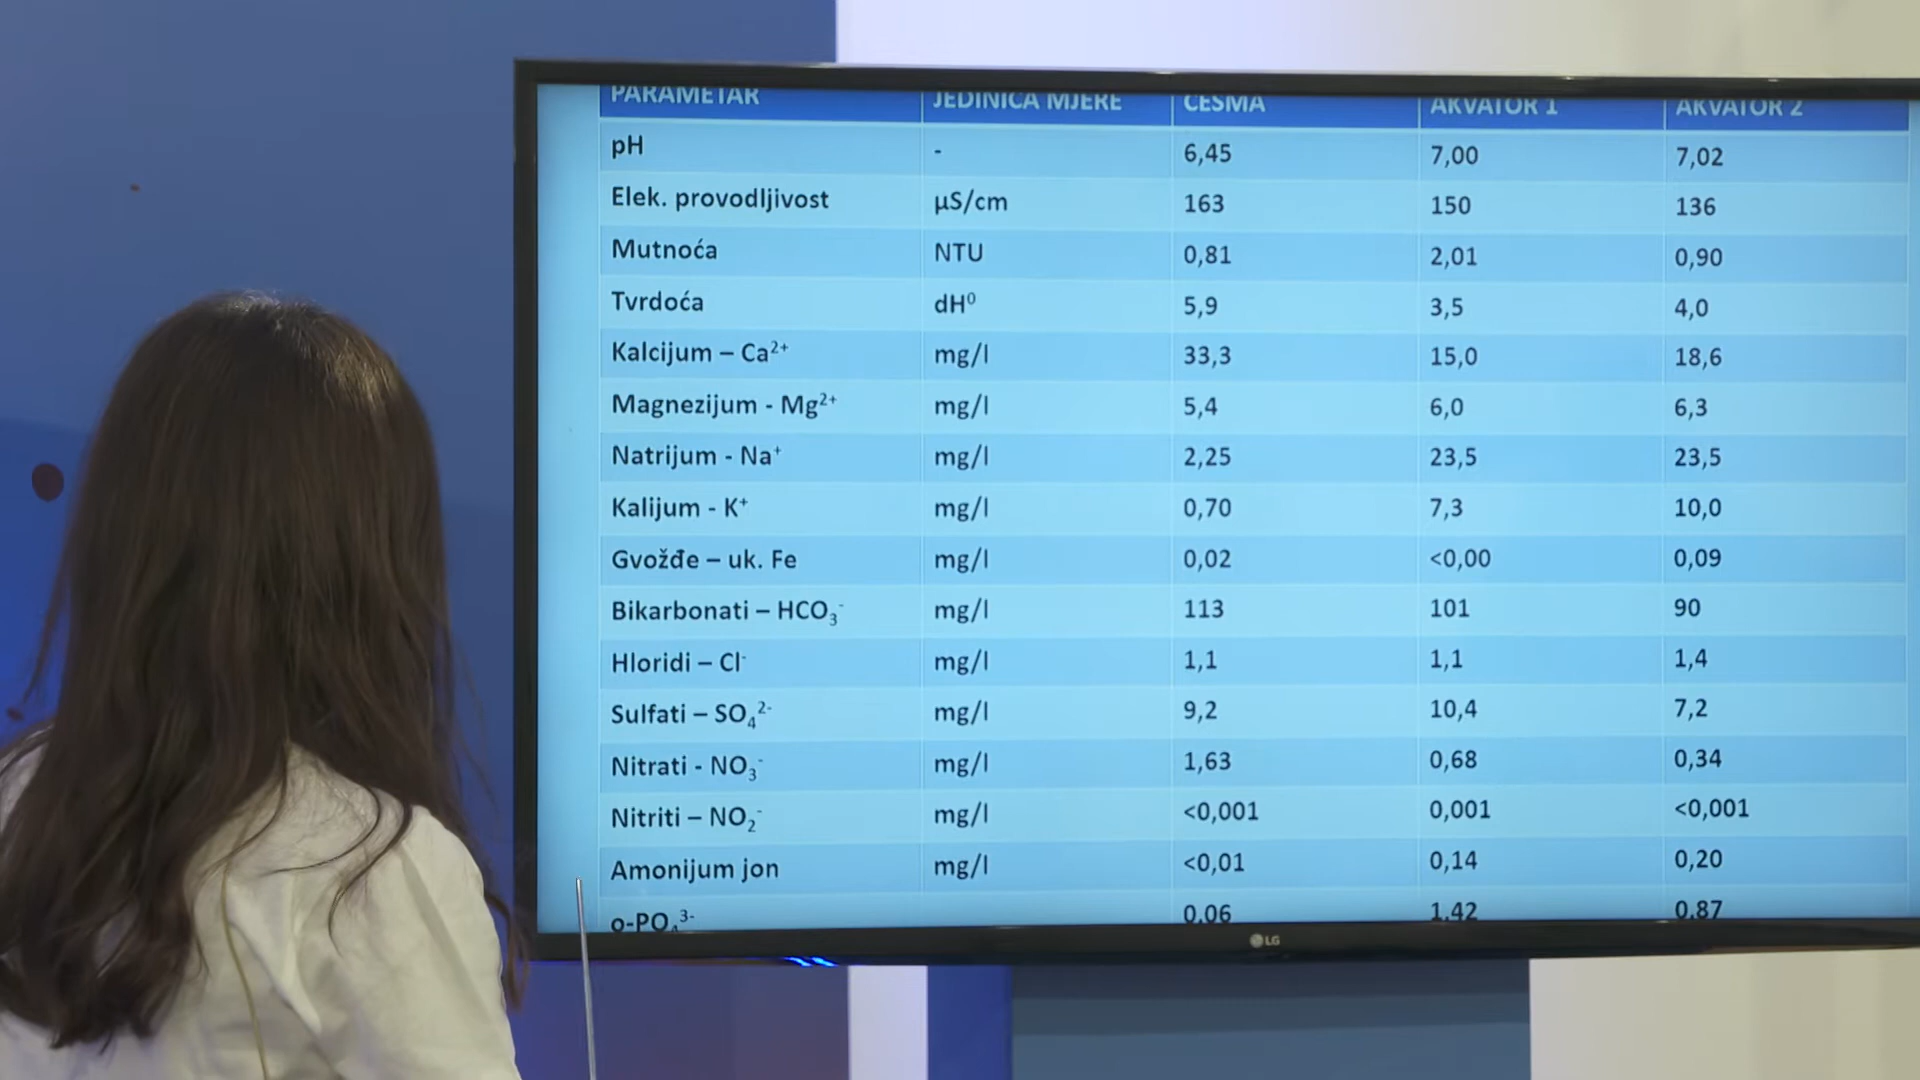 PARAMETAR JEDINICA MJERE ČESMA AKVATOR 1 AKVATOR 2
pH - 6,45 7,00 7,02
Elek. provodljivost µS/cm 163 150 136
Mutnoća NTU 0,81 2,01 0,90
Tvrdoća dH⁰ 5,9 3,5 4,0
Kalcijum – Ca²⁺ mg/l 33,3 15,0 18,6
Magnezijum - Mg²⁺ mg/l 5,4 6,0 6,3
Natrijum - Na⁺ mg/l 2,25 23,5 23,5
Kalijum - K⁺ mg/l 0,70 7,3 10,0
Gvožđe – uk. Fe mg/l 0,02 <0,00 0,09
Bikarbonati – HCO₃⁻ mg/l 113 101 90
Hloridi – Cl⁻ mg/l 1,1 1,1 1,4
Sulfati – SO₄²⁻ mg/l 9,2 10,4 7,2
Nitrati - NO₃⁻ mg/l 1,63 0,68 0,34
Nitriti – NO₂⁻ mg/l <0,001 0,001 <0,001
Amonijum jon mg/l <0,01 0,14 0,20
o-PO₄³⁻ 0,06 1,42 0,87
LG